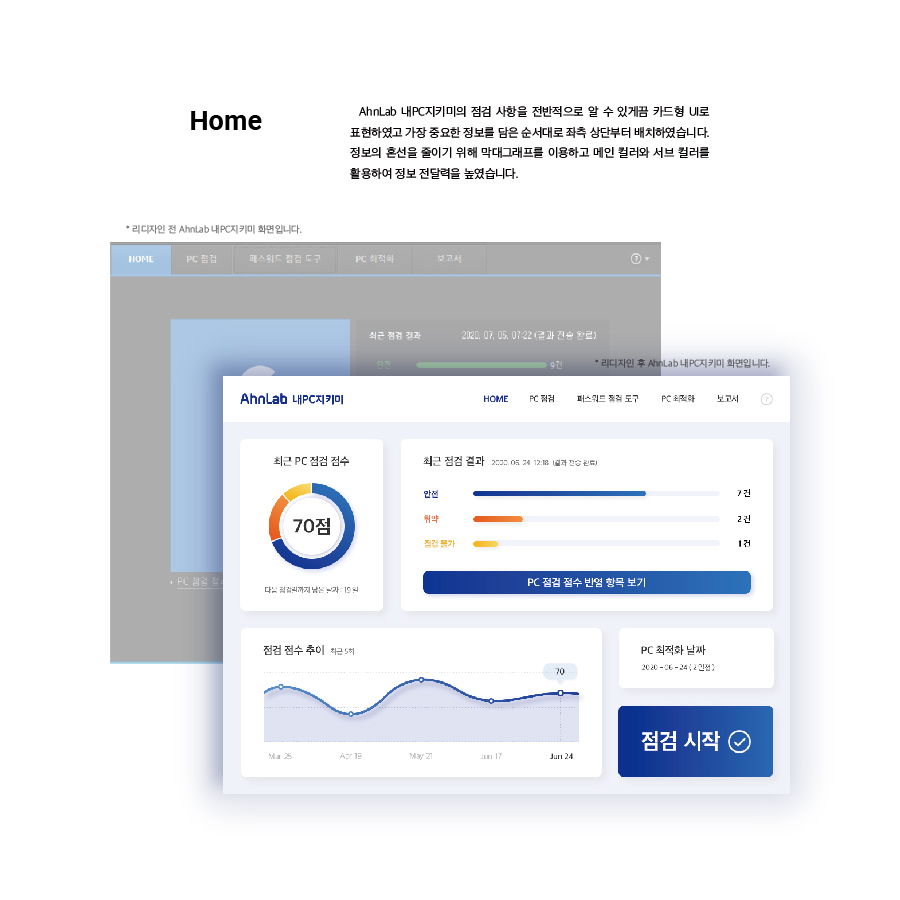 Home
AhnLab 내PC지키미의 점검 사항을 전반적으로 알 수 있게끔 카드형 UI로
표현하였고 가장 중요한 정보를 담은 순서대로 좌측 상단부터 배치하였습니다.
정보의 혼선을 줄이기 위해 막대그래프를 이용하고 메인 컬러와 서브 컬러를
활용하여 정보 전달력을 높였습니다.
* 리디자인 전 AhnLab 내PC지키미 화면입니다.
HOME PC 점검 패스워드 점검 도구 PC 최적화 보고서 ?
최근 점검 결과 2020. 07. 05. 07:22 (결과 전송 완료)
안전 9건
* 리디자인 후 AhnLab 내PC지키미 화면입니다.
AhnLab 내PC지키미 HOME PC 점검 패스워드 점검 도구 PC 최적화 보고서 ?
최근 PC 점검 점수
70점
다음 점검일까지 남은 날짜 : 19일
최근 점검 결과 2020. 06. 24. 12:18 (결과 전송 완료)
안전 7건
취약 2건
점검 불가 1건
PC 점검 점수 반영 항목 보기
PC 점검
점검 점수 추이 최근 5회
70
Mar 25 Apr 19 May 21 Jun 17 Jun 24
PC 최적화 날짜
2020 - 06 - 24 ( 2일전 )
점검 시작